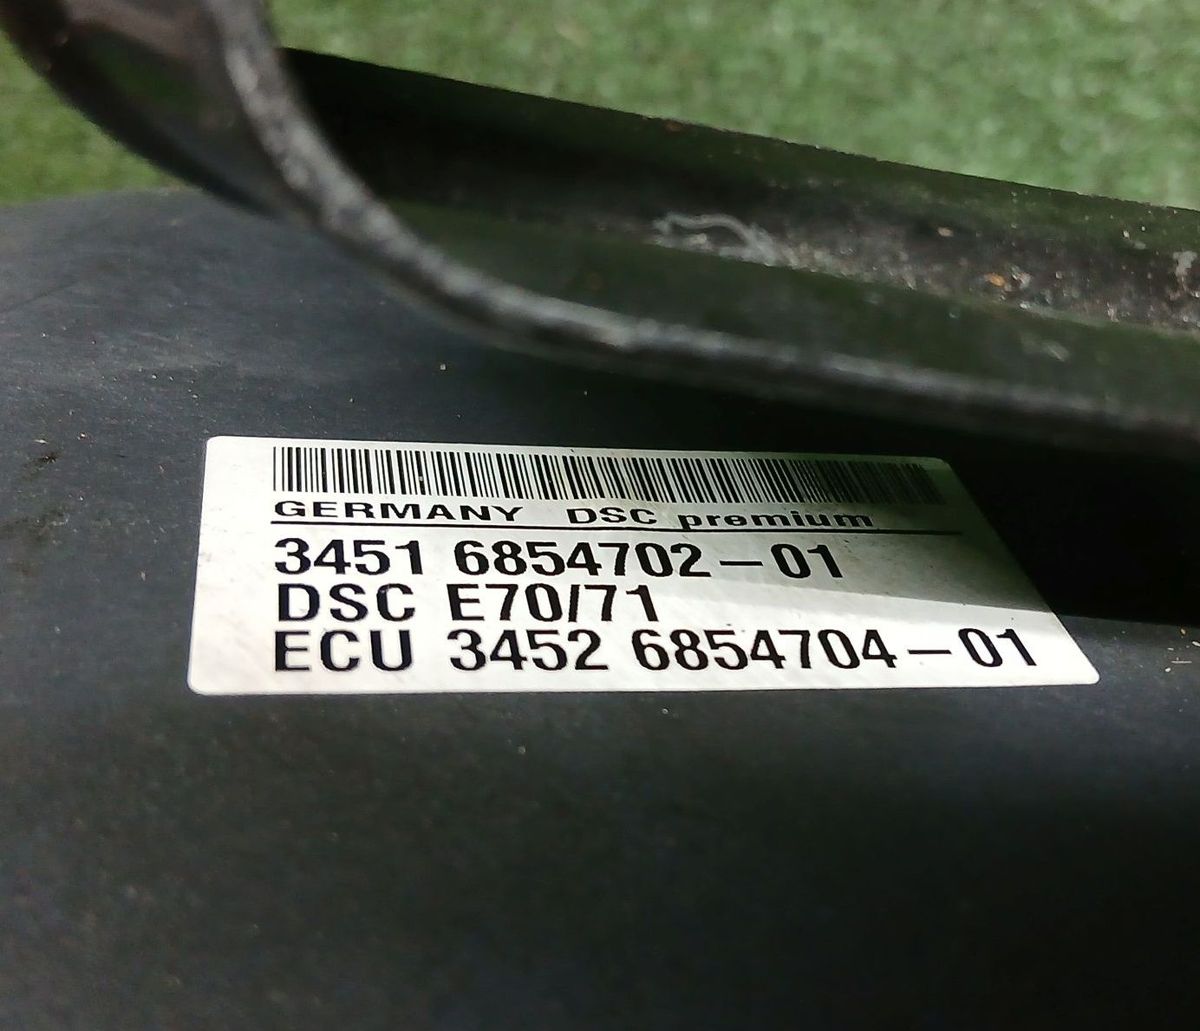 GERMANY DSC premium
3451 6854702-01
DSC E70/71
ECU 3452 6854704-01